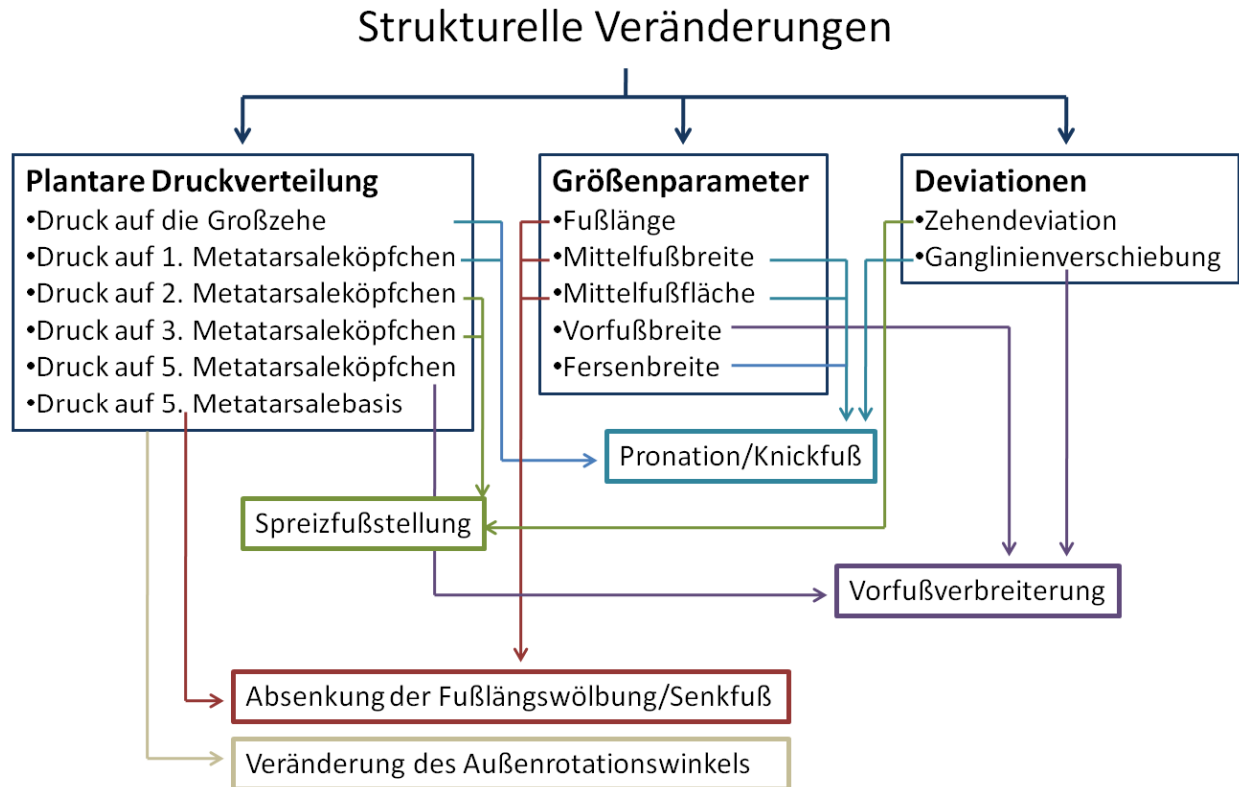 Strukturelle Veränderungen
Plantare Druckverteilung
•Druck auf die Großzehe
•Druck auf 1. Metatarsaleköpfchen
•Druck auf 2. Metatarsaleköpfchen
•Druck auf 3. Metatarsaleköpfchen
•Druck auf 5. Metatarsaleköpfchen
•Druck auf 5. Metatarsalebasis
Größenparameter
•Fußlänge
•Mittelfußbreite
•Mittelfußfläche
•Vorfußbreite
•Fersenbreite
Deviationen
•Zehendeviation
•Ganglinienverschiebung
Pronation/Knickfuß
Spreizfußstellung
Vorfußverbreiterung
Absenkung der Fußlängswölbung/Senkfuß
Veränderung des Außenrotationswinkels